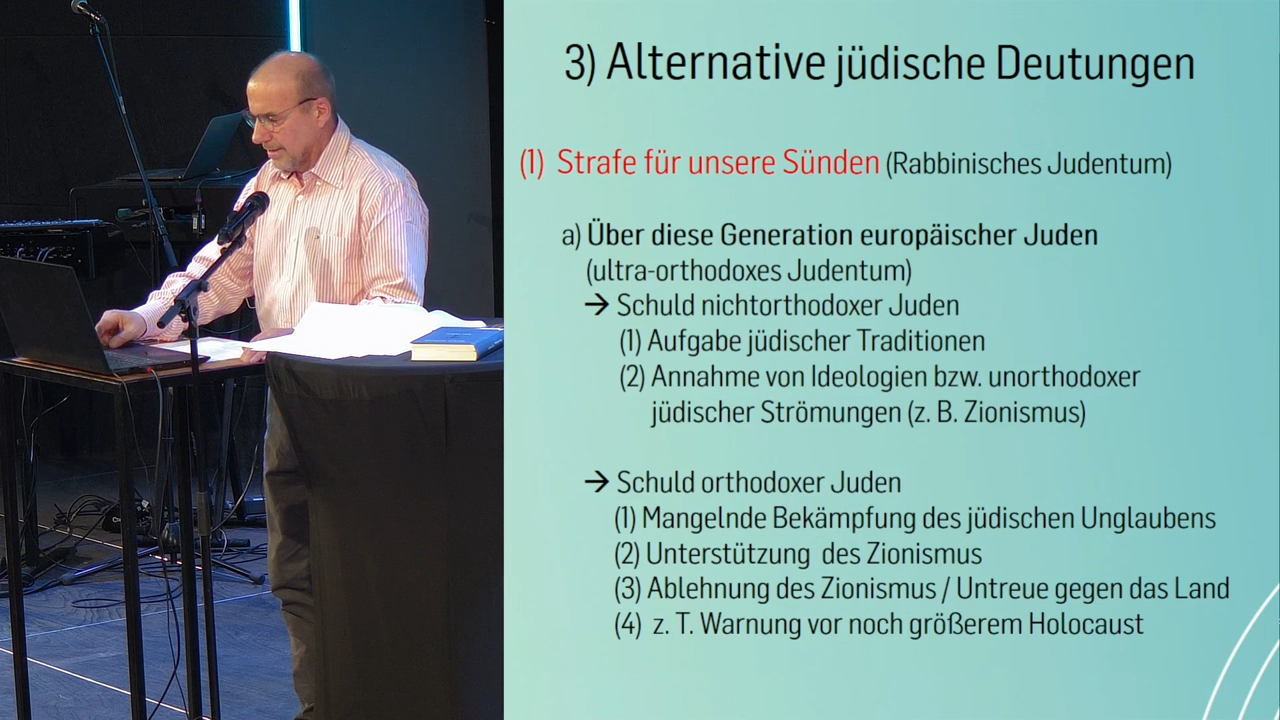 3) Alternative jüdische Deutungen
(1) Strafe für unsere Sünden (Rabbinisches Judentum)
a) Über diese Generation europäischer Juden
(ultra-orthodoxes Judentum)
→ Schuld nichtorthodoxer Juden
(1) Aufgabe jüdischer Traditionen
(2) Annahme von Ideologien bzw. unorthodoxer
jüdischer Strömungen (z. B. Zionismus)
→ Schuld orthodoxer Juden
(1) Mangelnde Bekämpfung des jüdischen Unglaubens
(2) Unterstützung des Zionismus
(3) Ablehnung des Zionismus / Untreue gegen das Land
(4) z. T. Warnung vor noch größerem Holocaust